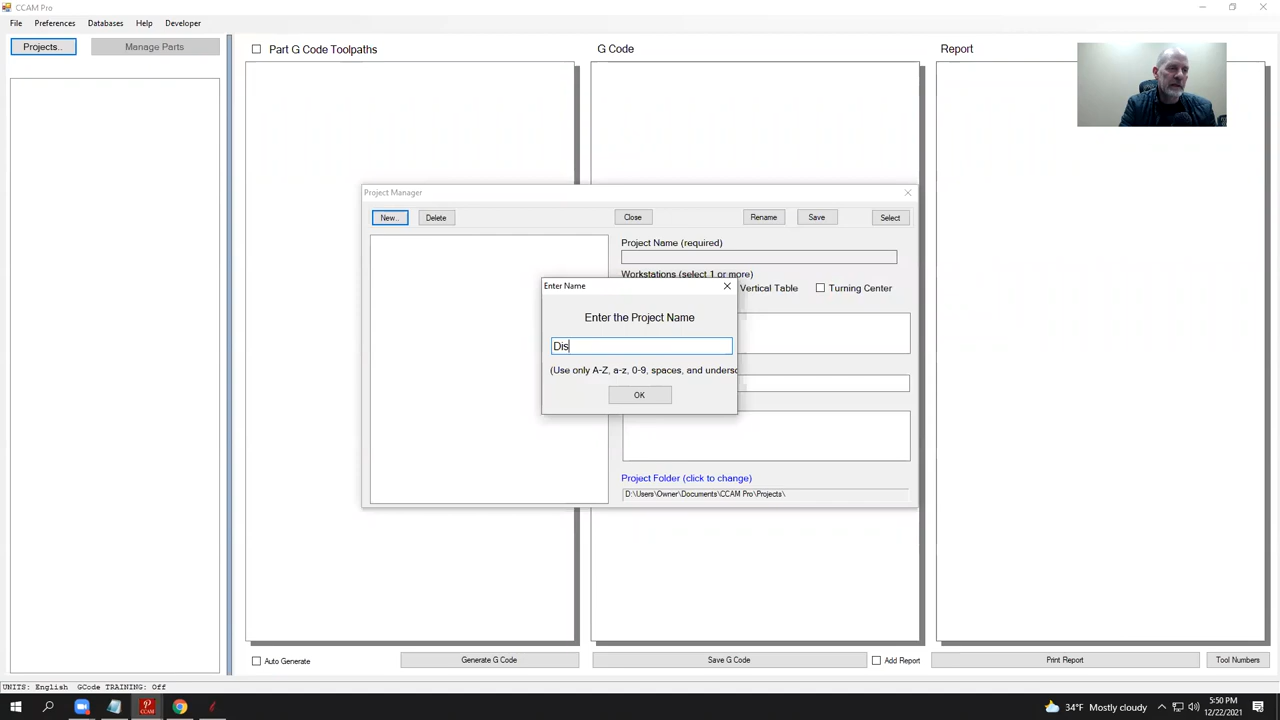 CCAM Pro
File Preferences Databases Help Developer
Projects.. Manage Parts
Part G Code Toolpaths
G Code
Report
Project Manager
New.. Delete Close Rename Save Select
Project Name (required)
Workstations (select 1 or more)
Vertical Table Turning Center
Enter Name
Enter the Project Name
Dis
(Use only A-Z, a-z, 0-9, spaces, and undersc
OK
Project Folder (click to change)
D:\Users\Owner\Documents\CCAM Pro\Projects\
Auto Generate Generate G Code Save G Code Add Report Print Report Tool Numbers
UNITS: English GCode TRAINING: Off
34°F Mostly cloudy
5:50 PM
12/22/2021